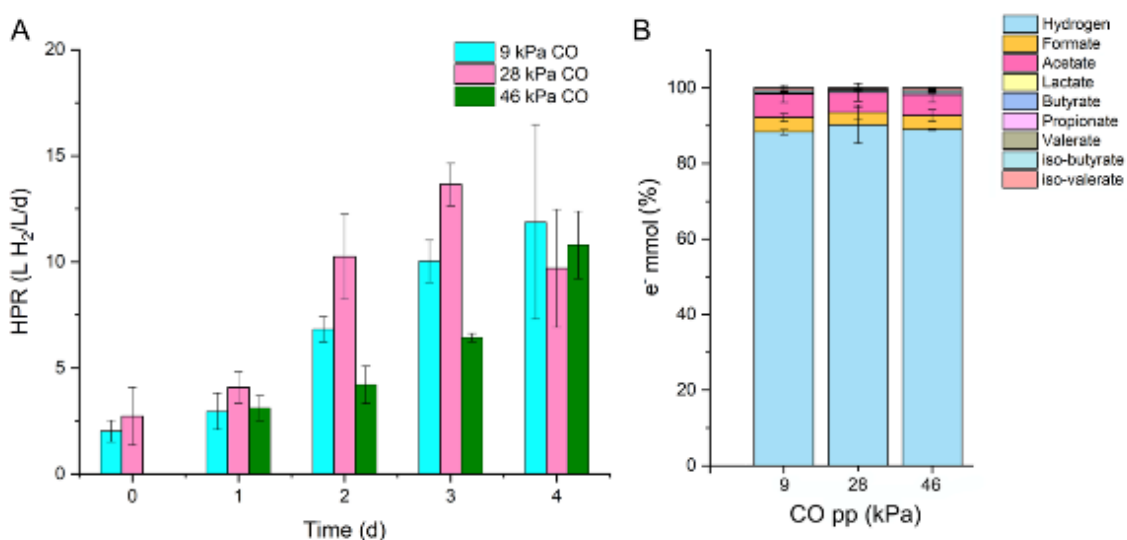 A
20
15
10
5
0
HPR (L H₂/L/d)
9 kPa CO
28 kPa CO
46 kPa CO
0 1 2 3 4
Time (d)
B
100
80
60
40
20
0
e⁻ mmol (%)
9 28 46
CO pp (kPa)
Hydrogen
Formate
Acetate
Lactate
Butyrate
Propionate
Valerate
iso-butyrate
iso-valerate